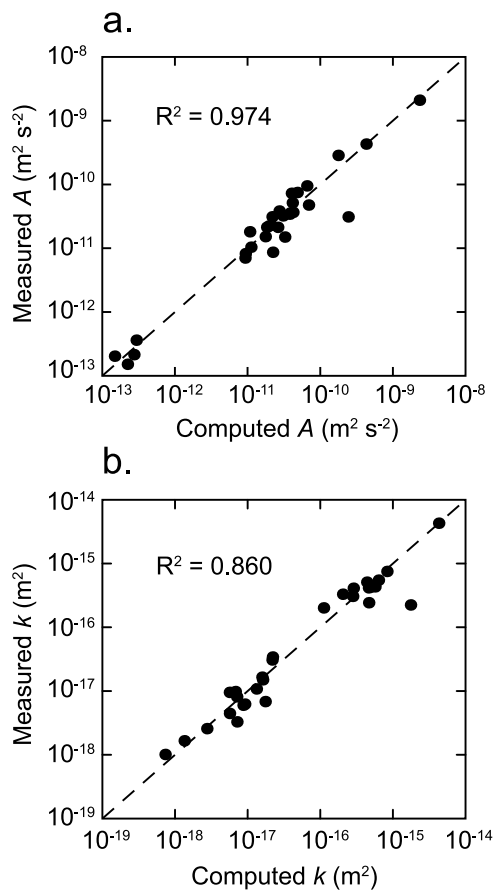 a.
10⁻⁸
10⁻⁹
10⁻¹⁰
10⁻¹¹
10⁻¹²
10⁻¹³
Measured A (m² s⁻²)
R² = 0.974
10⁻¹³ 10⁻¹² 10⁻¹¹ 10⁻¹⁰ 10⁻⁹ 10⁻⁸
Computed A (m² s⁻²)
b.
10⁻¹⁴
10⁻¹⁵
10⁻¹⁶
10⁻¹⁷
10⁻¹⁸
10⁻¹⁹
Measured k (m²)
R² = 0.860
10⁻¹⁹ 10⁻¹⁸ 10⁻¹⁷ 10⁻¹⁶ 10⁻¹⁵ 10⁻¹⁴
Computed k (m²)